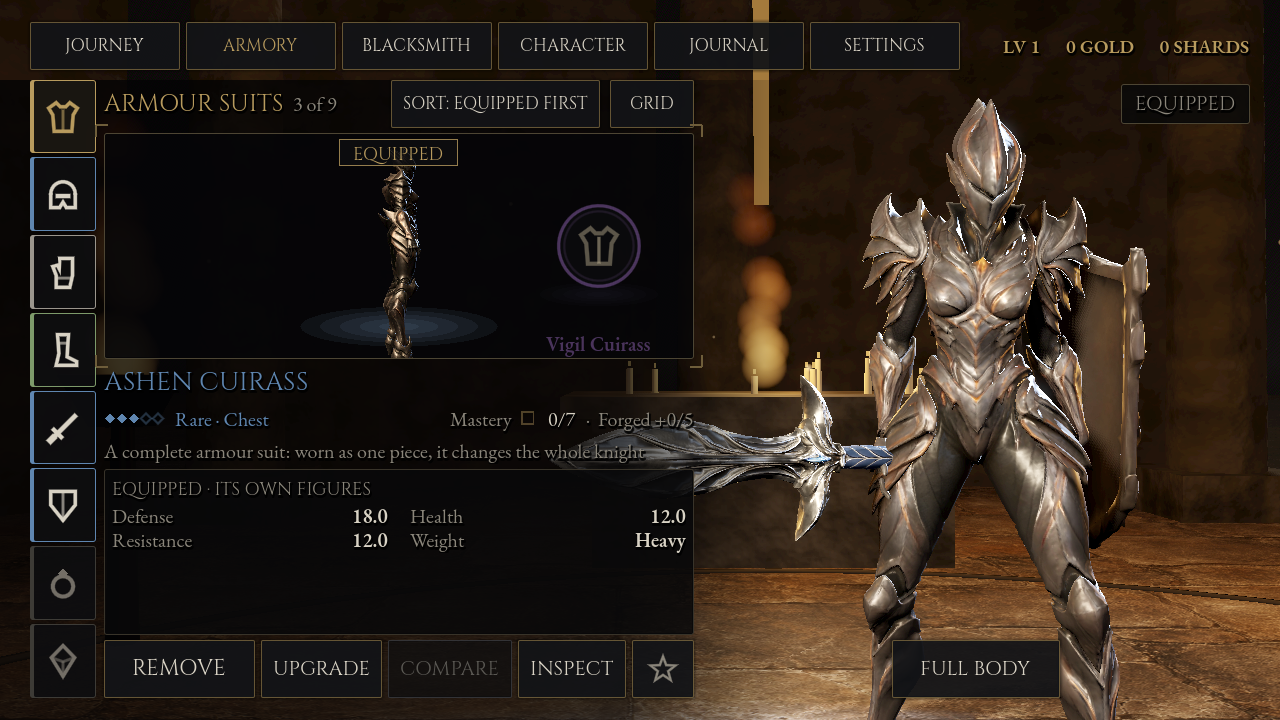 JOURNEY ARMORY BLACKSMITH CHARACTER JOURNAL SETTINGS LV 1 0 GOLD 0 SHARDS
ARMOUR SUITS 3 of 9 SORT: EQUIPPED FIRST GRID EQUIPPED
EQUIPPED
Vigil Cuirass
ASHEN CUIRASS
Rare · Chest Mastery 0/7 · Forged +0/5
A complete armour suit: worn as one piece, it changes the whole knight
EQUIPPED · ITS OWN FIGURES
Defense 18.0 Health 12.0
Resistance 12.0 Weight Heavy
REMOVE UPGRADE COMPARE INSPECT FULL BODY